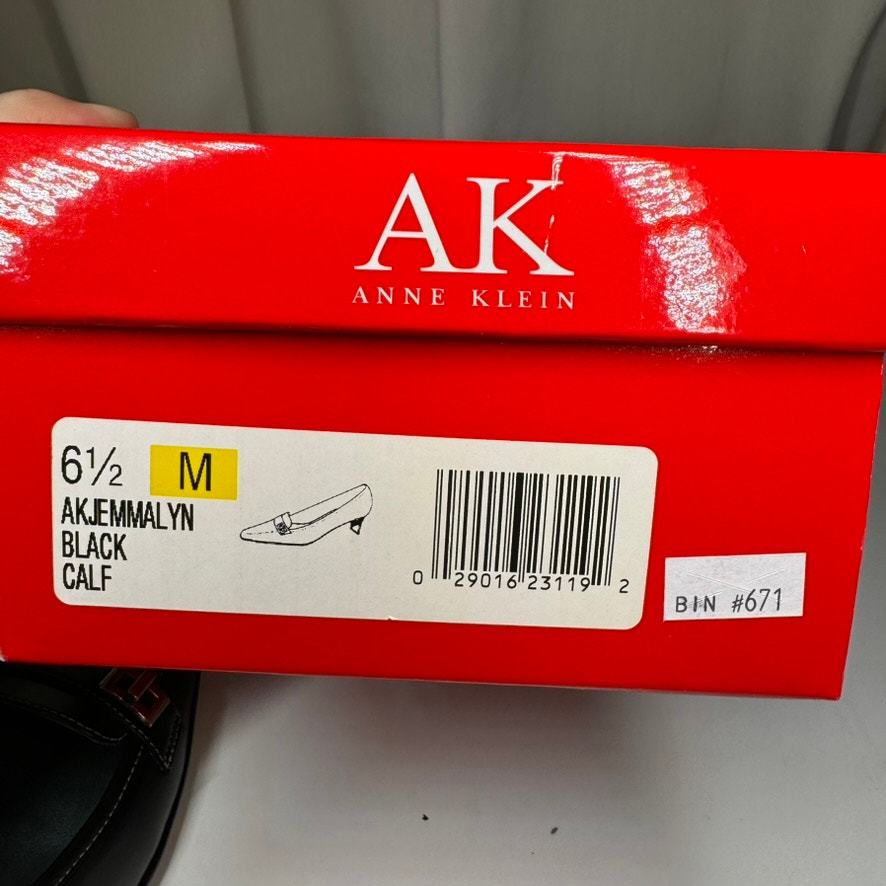 AK
ANNE KLEIN
6½ M
AKJEMMALYN
BLACK
CALF
0 29016 23119 2
BIN #671